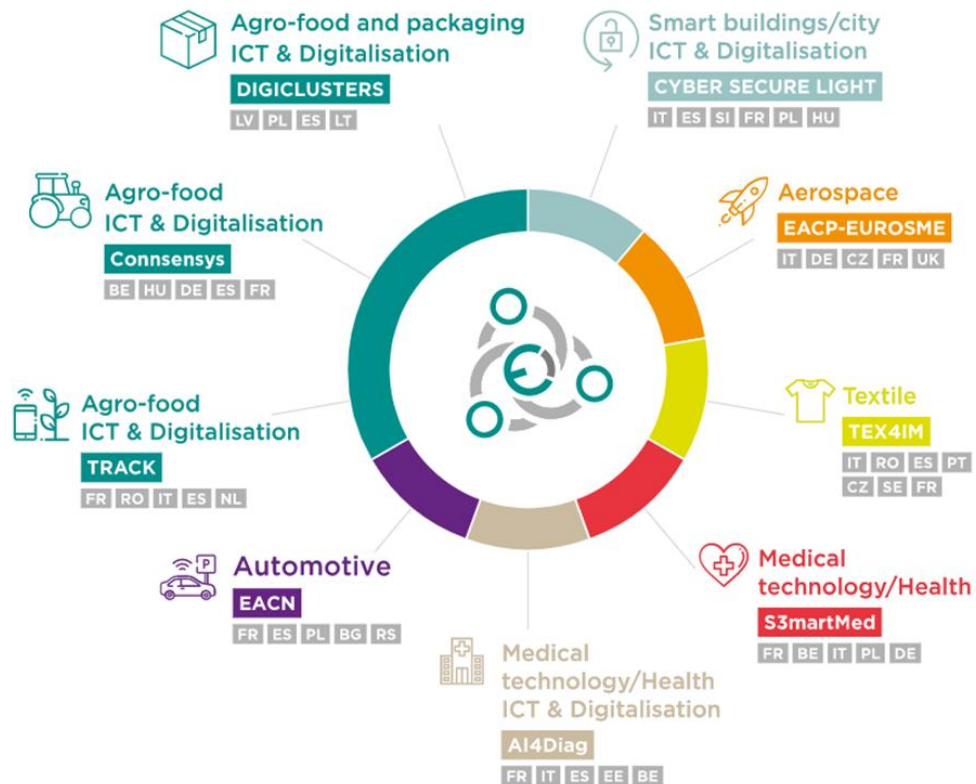 Agro-food and packaging
ICT & Digitalisation
DIGICLUSTERS
LV PL ES LT
Smart buildings/city
ICT & Digitalisation
CYBER SECURE LIGHT
IT ES SI FR PL HU
Agro-food
ICT & Digitalisation
Connsensys
BE HU DE ES FR
Aerospace
EACP-EUROSME
IT DE CZ FR UK
Agro-food
ICT & Digitalisation
TRACK
FR RO IT ES NL
Textile
TEX4IM
IT RO ES PT
CZ SE FR
P
Automotive
EACN
FR ES PL BG RS
Medical
technology/Health
S3martMed
FR BE IT PL DE
Medical
technology/Health
ICT & Digitalisation
AI4Diag
FR IT ES EE BE